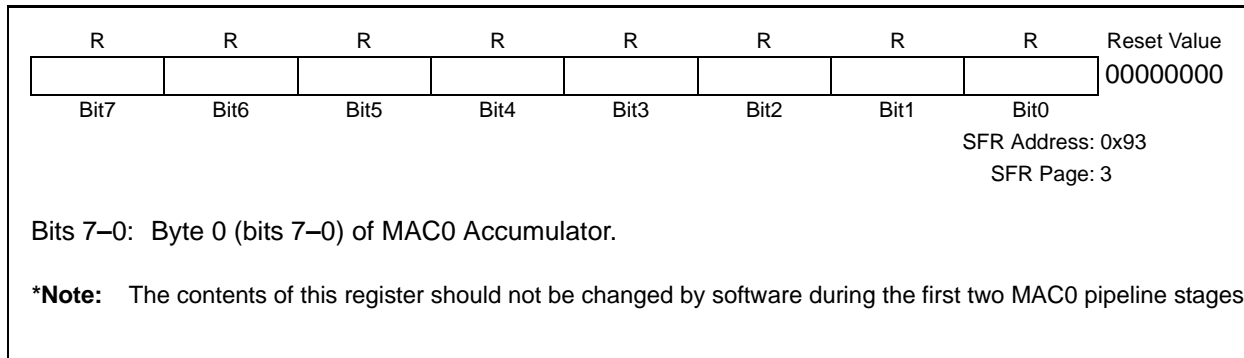 R R R R R R R R Reset Value
00000000
Bit7 Bit6 Bit5 Bit4 Bit3 Bit2 Bit1 Bit0
SFR Address: 0x93
SFR Page: 3
Bits 7–0: Byte 0 (bits 7–0) of MAC0 Accumulator.
*Note: The contents of this register should not be changed by software during the first two MAC0 pipeline stages